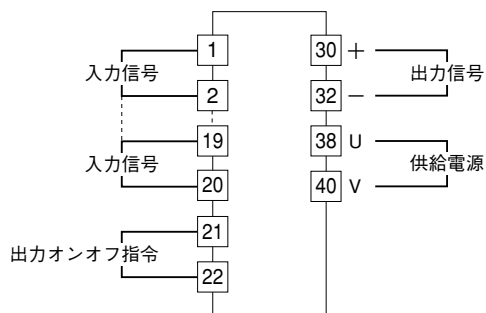 1
入力信号
2
19
入力信号
20
21
出力オンオフ指令
22
30 +
出力信号
32 −
38 U
供給電源
40 V